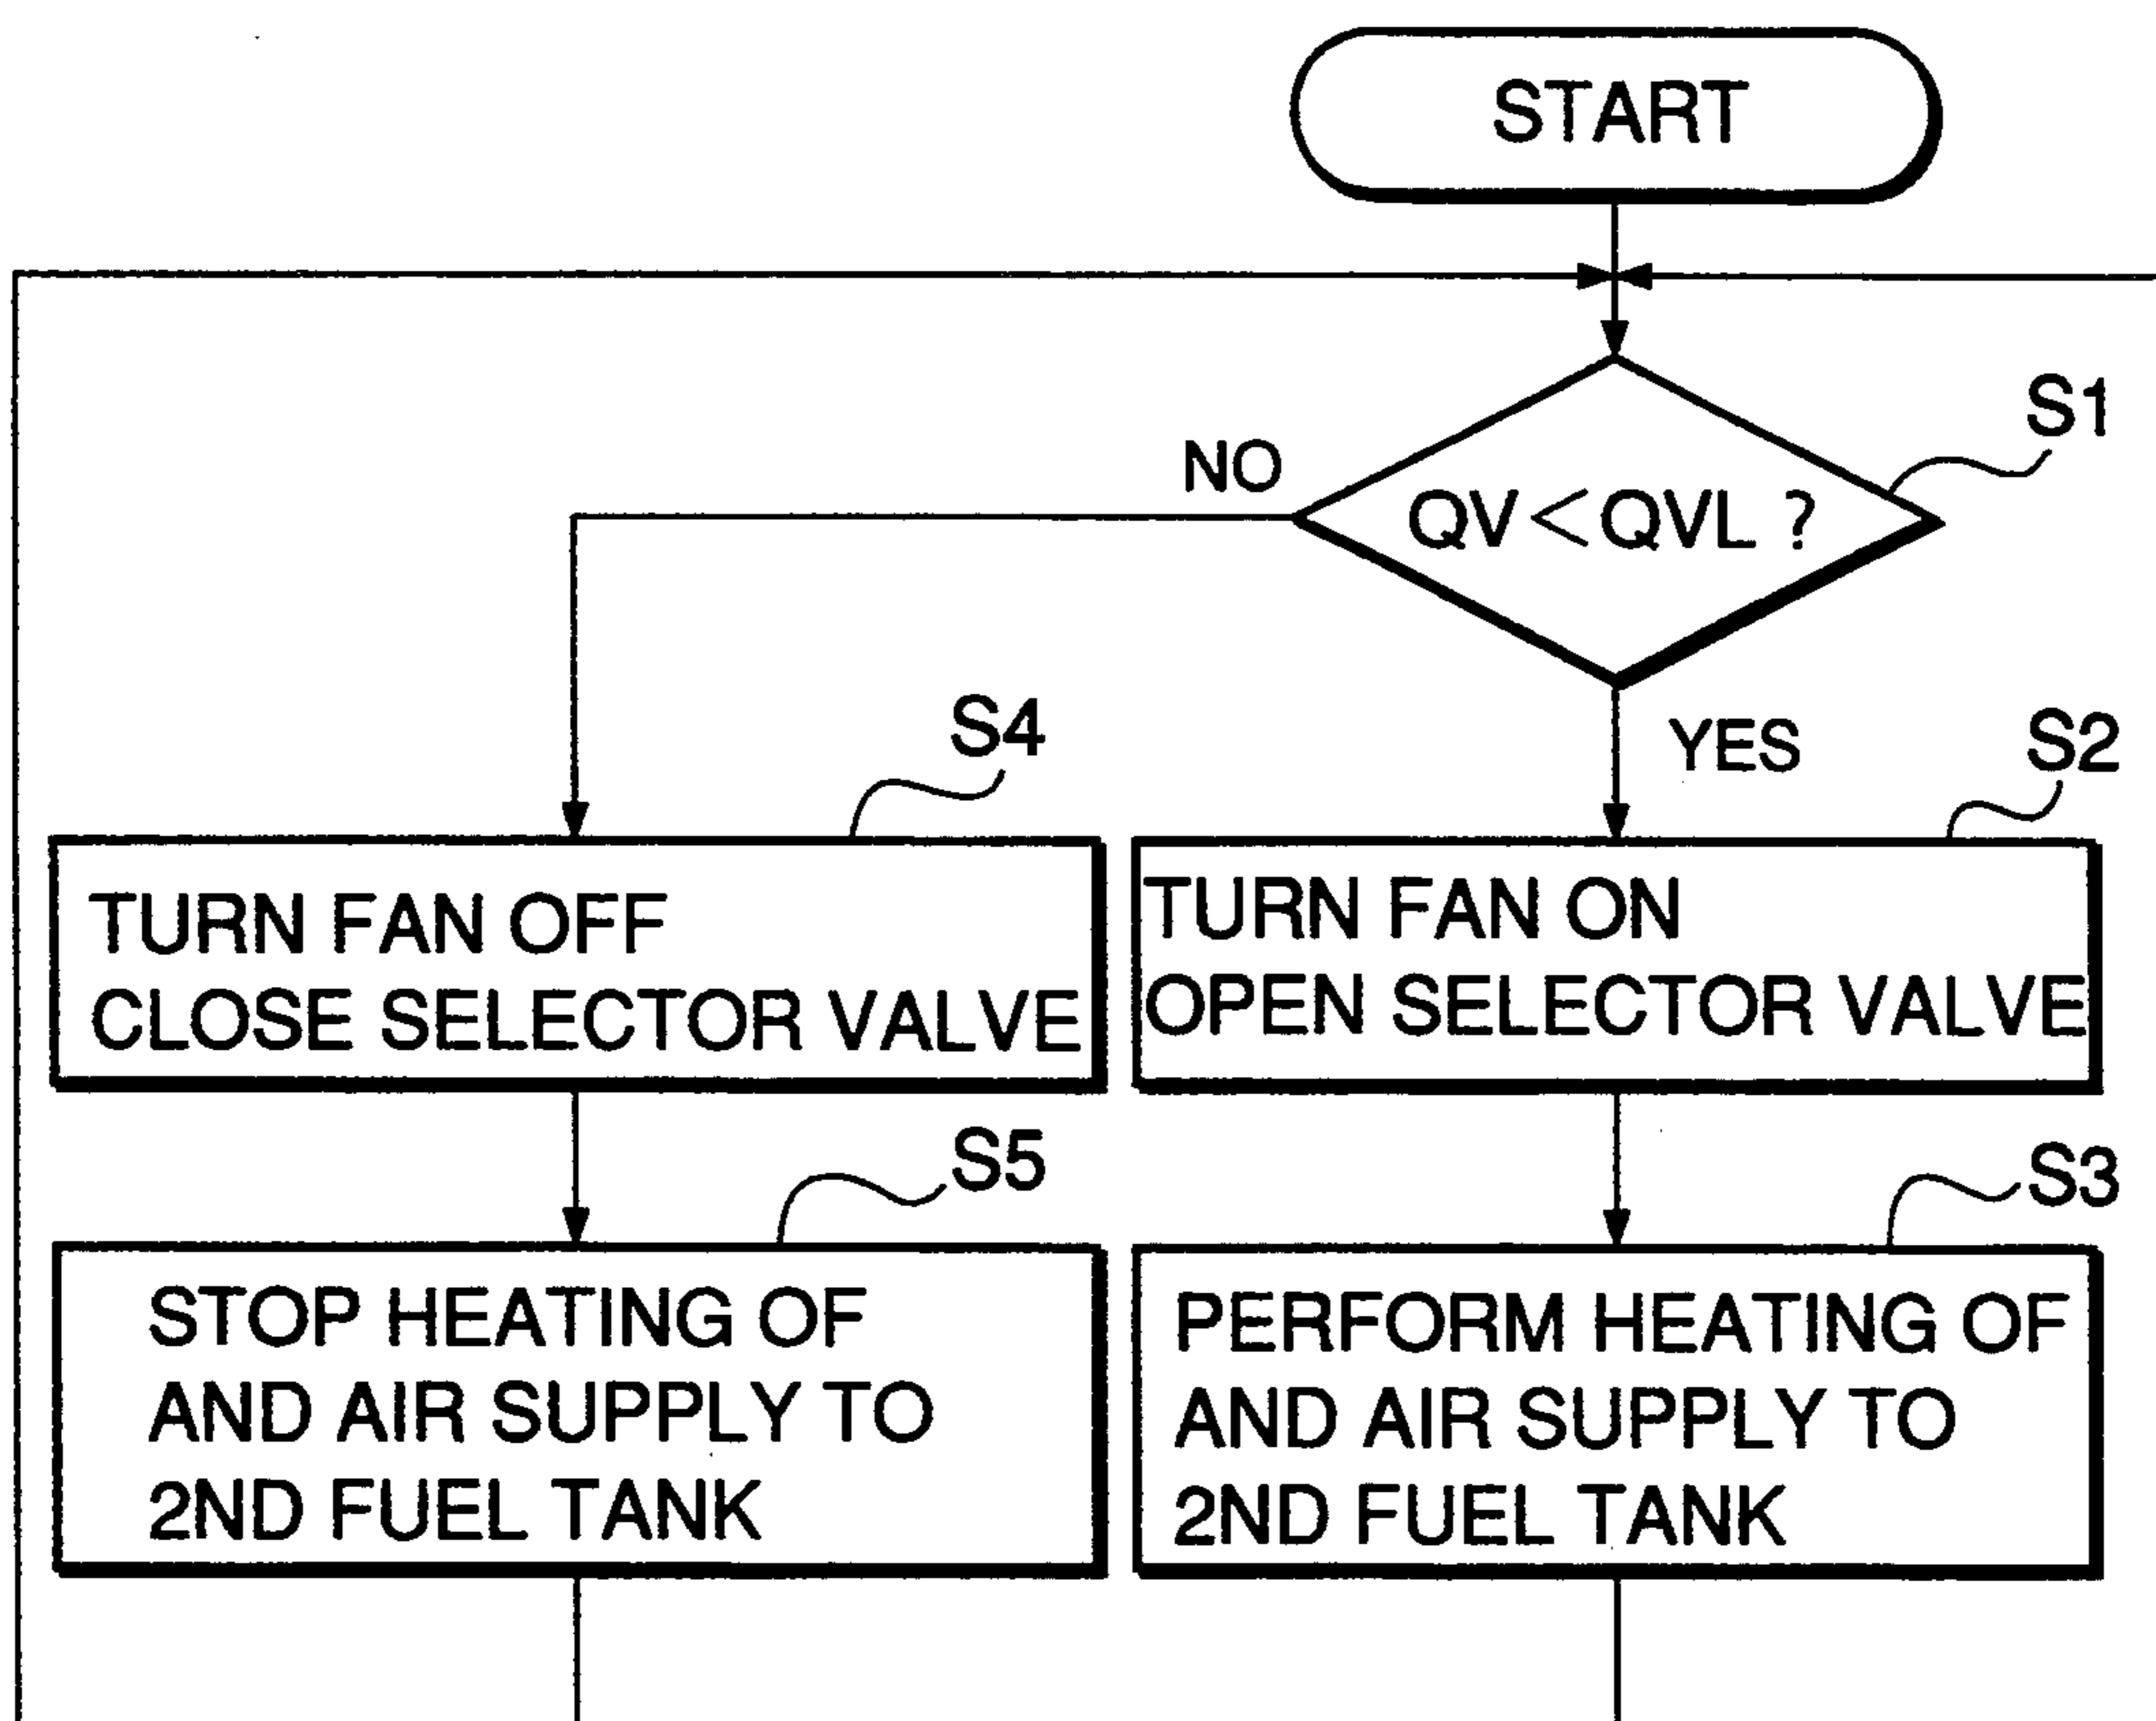 START
S1
NO
QV<QVL ?
YES
S4
S2
TURN FAN OFF
CLOSE SELECTOR VALVE
TURN FAN ON
OPEN SELECTOR VALVE
S5
S3
STOP HEATING OF
AND AIR SUPPLY TO
2ND FUEL TANK
PERFORM HEATING OF
AND AIR SUPPLY TO
2ND FUEL TANK